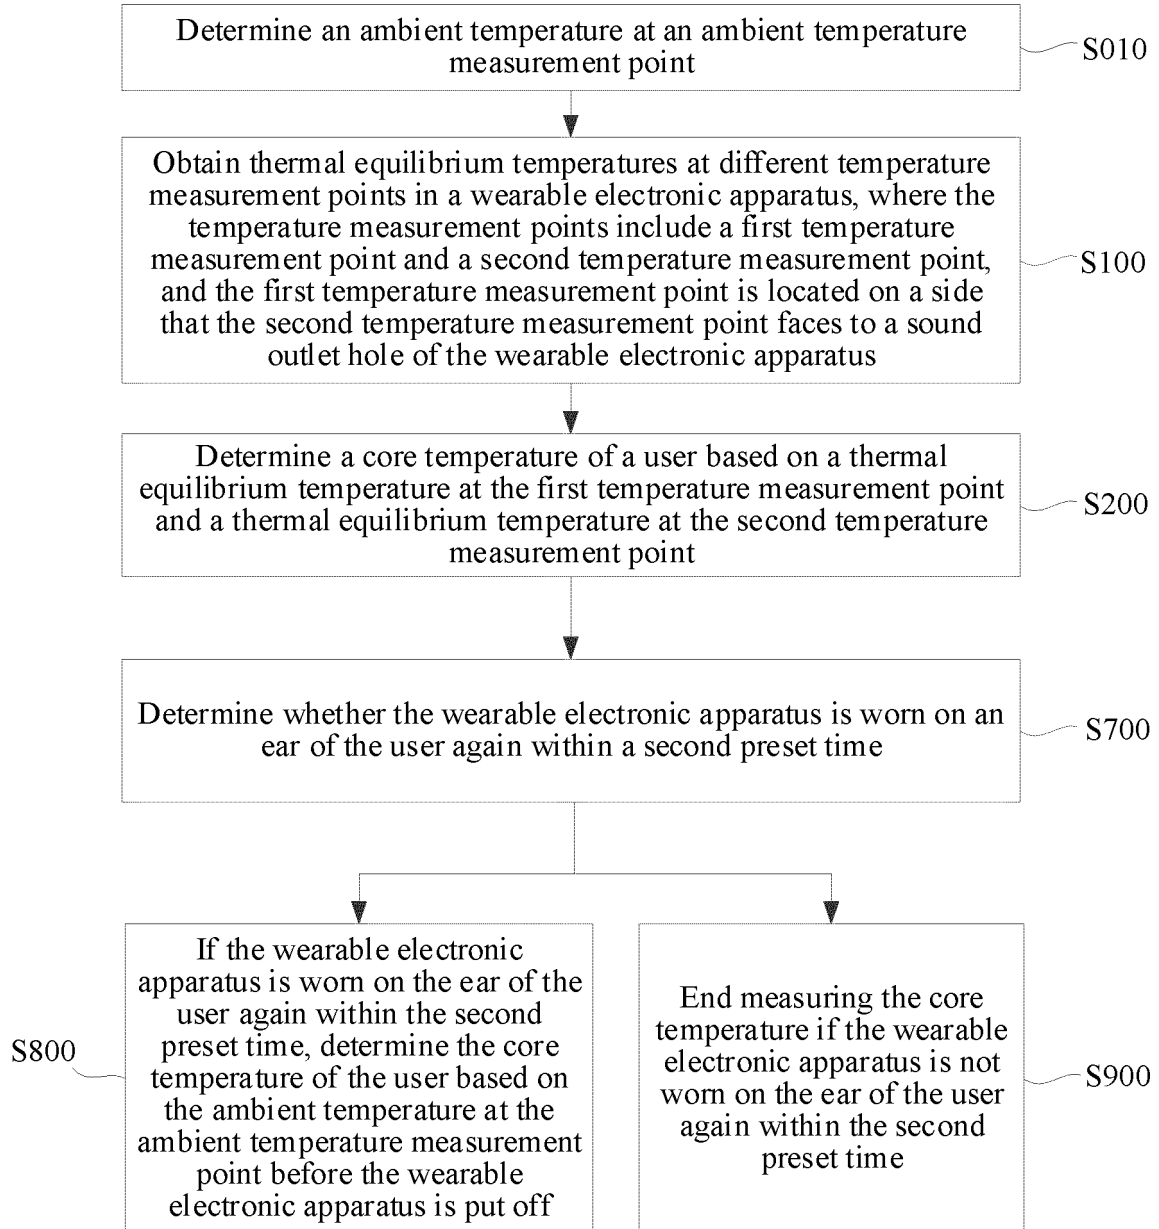 Determine an ambient temperature at an ambient temperature
measurement point
S010
Obtain thermal equilibrium temperatures at different temperature
measurement points in a wearable electronic apparatus, where the
temperature measurement points include a first temperature
measurement point and a second temperature measurement point,
and the first temperature measurement point is located on a side
that the second temperature measurement point faces to a sound
outlet hole of the wearable electronic apparatus
S100
Determine a core temperature of a user based on a thermal
equilibrium temperature at the first temperature measurement point
and a thermal equilibrium temperature at the second temperature
measurement point
S200
Determine whether the wearable electronic apparatus is worn on an
ear of the user again within a second preset time
S700
If the wearable electronic
apparatus is worn on the ear of the
user again within the second
preset time, determine the core
temperature of the user based on
the ambient temperature at the
ambient temperature measurement
point before the wearable
electronic apparatus is put off
S800
End measuring the core
temperature if the wearable
electronic apparatus is not
worn on the ear of the user
again within the second
preset time
S900